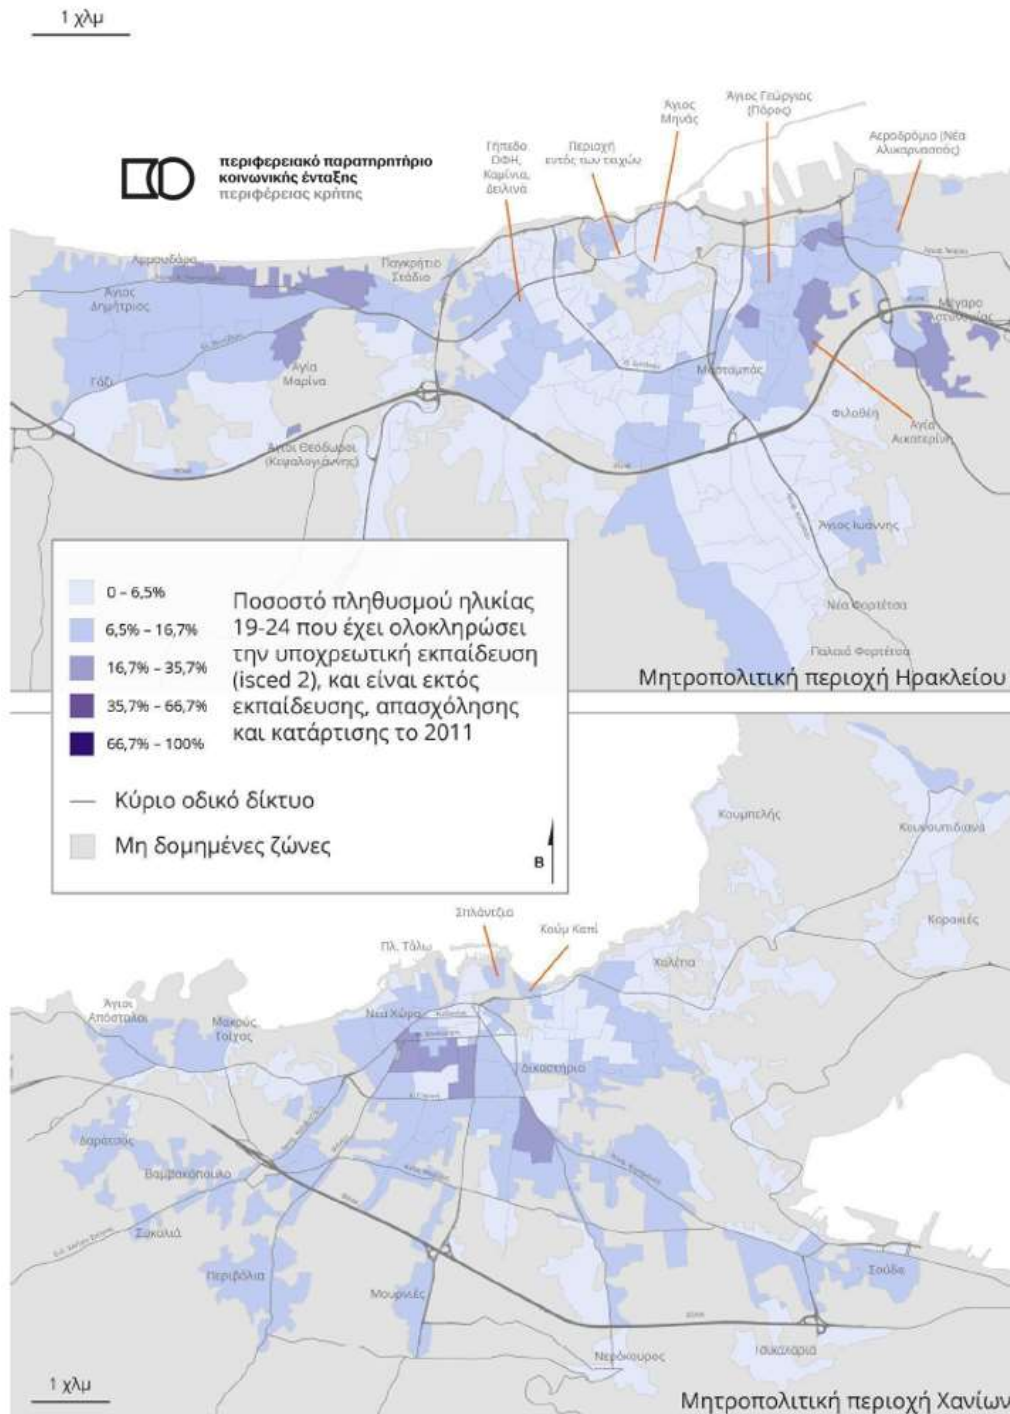 1 χλμ
περιφερειακό παρατηρητήριο
κοινωνικής ένταξης
περιφέρειας κρήτης
Γήπεδο
ΟΦΗ,
Καμίνια,
Δειλινά
Περιοχή
εντός των τειχών
Άγιος
Μηνάς
Άγιος Γεώργιος
(Πόρος)
Αεροδρόμιο (Νέα
Αλικαρνασσός)
Αμμουδάρα
Παγκρήτιο
Στάδιο
Άγιος
Δημήτριος
Μέγαρο
Αστυνομίας
Γάζι
Αγία
Μαρίνα
Μασταμπάς
Φιλοθέη
Αγία
Αικατερίνη
Άγιοι Θεόδωροι
(Κεφαλογιάννης)
Άγιος Ιωάννης
Νέα Φορτέτσα
Παλαιά Φορτέτσα
Μητροπολιτική περιοχή Ηρακλείου
0 – 6,5%
6,5% – 16,7%
16,7% – 35,7%
35,7% – 66,7%
66,7% – 100%
Ποσοστό πληθυσμού ηλικίας
19-24 που έχει ολοκληρώσει
την υποχρεωτική εκπαίδευση
(isced 2), και είναι εκτός
εκπαίδευσης, απασχόλησης
και κατάρτισης το 2011
Κύριο οδικό δίκτυο
Μη δομημένες ζώνες
Β
Κουμπελής
Κουνουπιδιανά
Κορακιές
Σπλάντζια
Κούμ Καπί
Πλ. Τάλω
Χαλέπα
Άγιοι
Απόστολοι
Μακρύς
Τοίχος
Νέα Χώρα
Δικαστήρια
Δαράτσος
Βαμβακόπουλο
Συκολιά
Περιβόλια
Μουρνιές
Σούδα
Τσικαλαριά
Νερόκουρος
1 χλμ
Μητροπολιτική περιοχή Χανίων